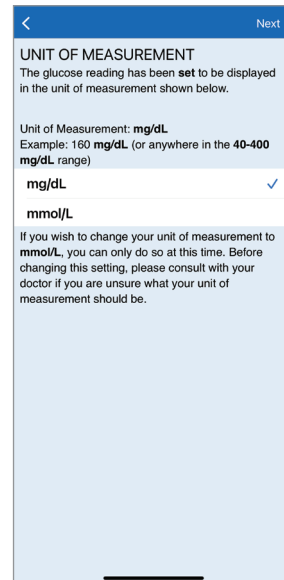 Next
UNIT OF MEASUREMENT
The glucose reading has been set to be displayed
in the unit of measurement shown below.
Unit of Measurement: mg/dL
Example: 160 mg/dL (or anywhere in the 40-400
mg/dL range)
mg/dL
mmol/L
If you wish to change your unit of measurement to
mmol/L, you can only do so at this time. Before
changing this setting, please consult with your
doctor if you are unsure what your unit of
measurement should be.